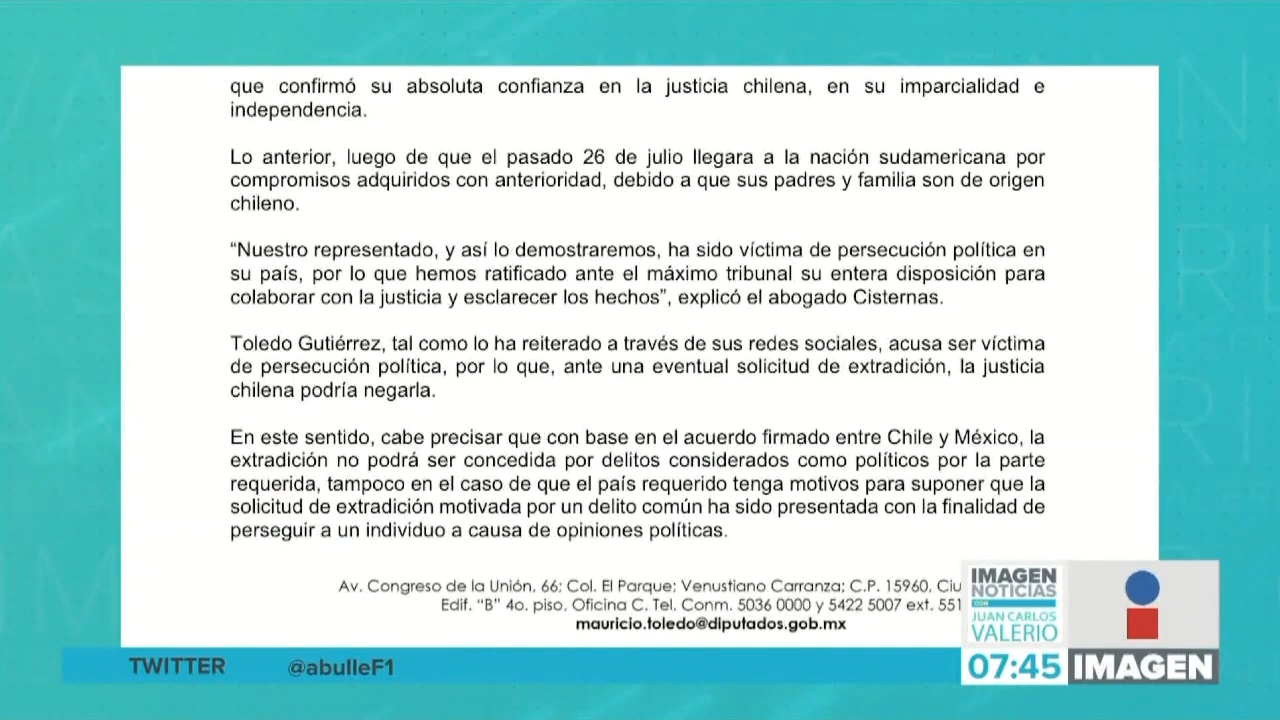 que confirmó su absoluta confianza en la justicia chilena, en su imparcialidad e
independencia.
Lo anterior, luego de que el pasado 26 de julio llegara a la nación sudamericana por
compromisos adquiridos con anterioridad, debido a que sus padres y familia son de origen
chileno.
“Nuestro representado, y así lo demostraremos, ha sido víctima de persecución política en
su país, por lo que hemos ratificado ante el máximo tribunal su entera disposición para
colaborar con la justicia y esclarecer los hechos”, explicó el abogado Cisternas.
Toledo Gutiérrez, tal como lo ha reiterado a través de sus redes sociales, acusa ser víctima
de persecución política, por lo que, ante una eventual solicitud de extradición, la justicia
chilena podría negarla.
En este sentido, cabe precisar que con base en el acuerdo firmado entre Chile y México, la
extradición no podrá ser concedida por delitos considerados como políticos por la parte
requerida, tampoco en el caso de que el país requerido tenga motivos para suponer que la
solicitud de extradición motivada por un delito común ha sido presentada con la finalidad de
perseguir a un individuo a causa de opiniones políticas.
Av. Congreso de la Unión, 66; Col. El Parque; Venustiano Carranza; C.P. 15960, Ciu
Edif. “B” 4o. piso, Oficina C. Tel. Conm. 5036 0000 y 5422 5007 ext. 551
mauricio.toledo@diputados.gob.mx
IMAGEN
NOTICIAS
CON
JUAN CARLOS
VALERIO
07:45 IMAGEN
TWITTER @abulleF1